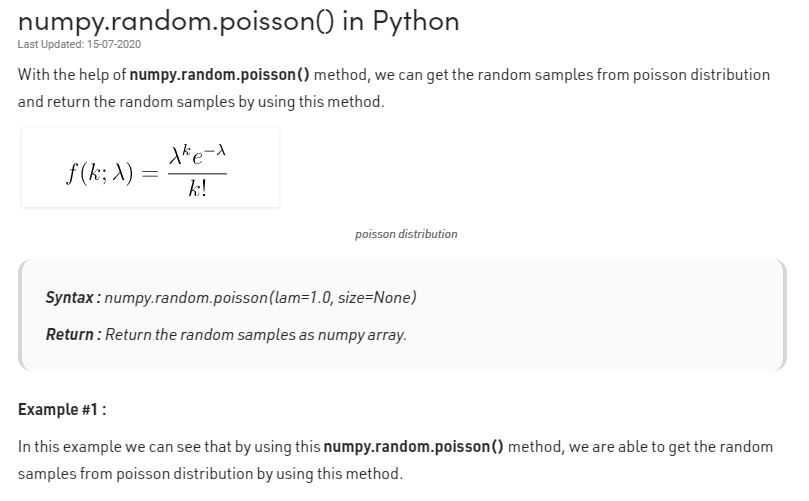 numpy.random.poisson() in Python
Last Updated: 15-07-2020
With the help of numpy.random.poisson() method, we can get the random samples from poisson distribution
and return the random samples by using this method.
f(k; λ) = λ^k e^−λ / k!
poisson distribution
Syntax : numpy.random.poisson(lam=1.0, size=None)
Return : Return the random samples as numpy array.
Example #1 :
In this example we can see that by using this numpy.random.poisson() method, we are able to get the random
samples from poisson distribution by using this method.